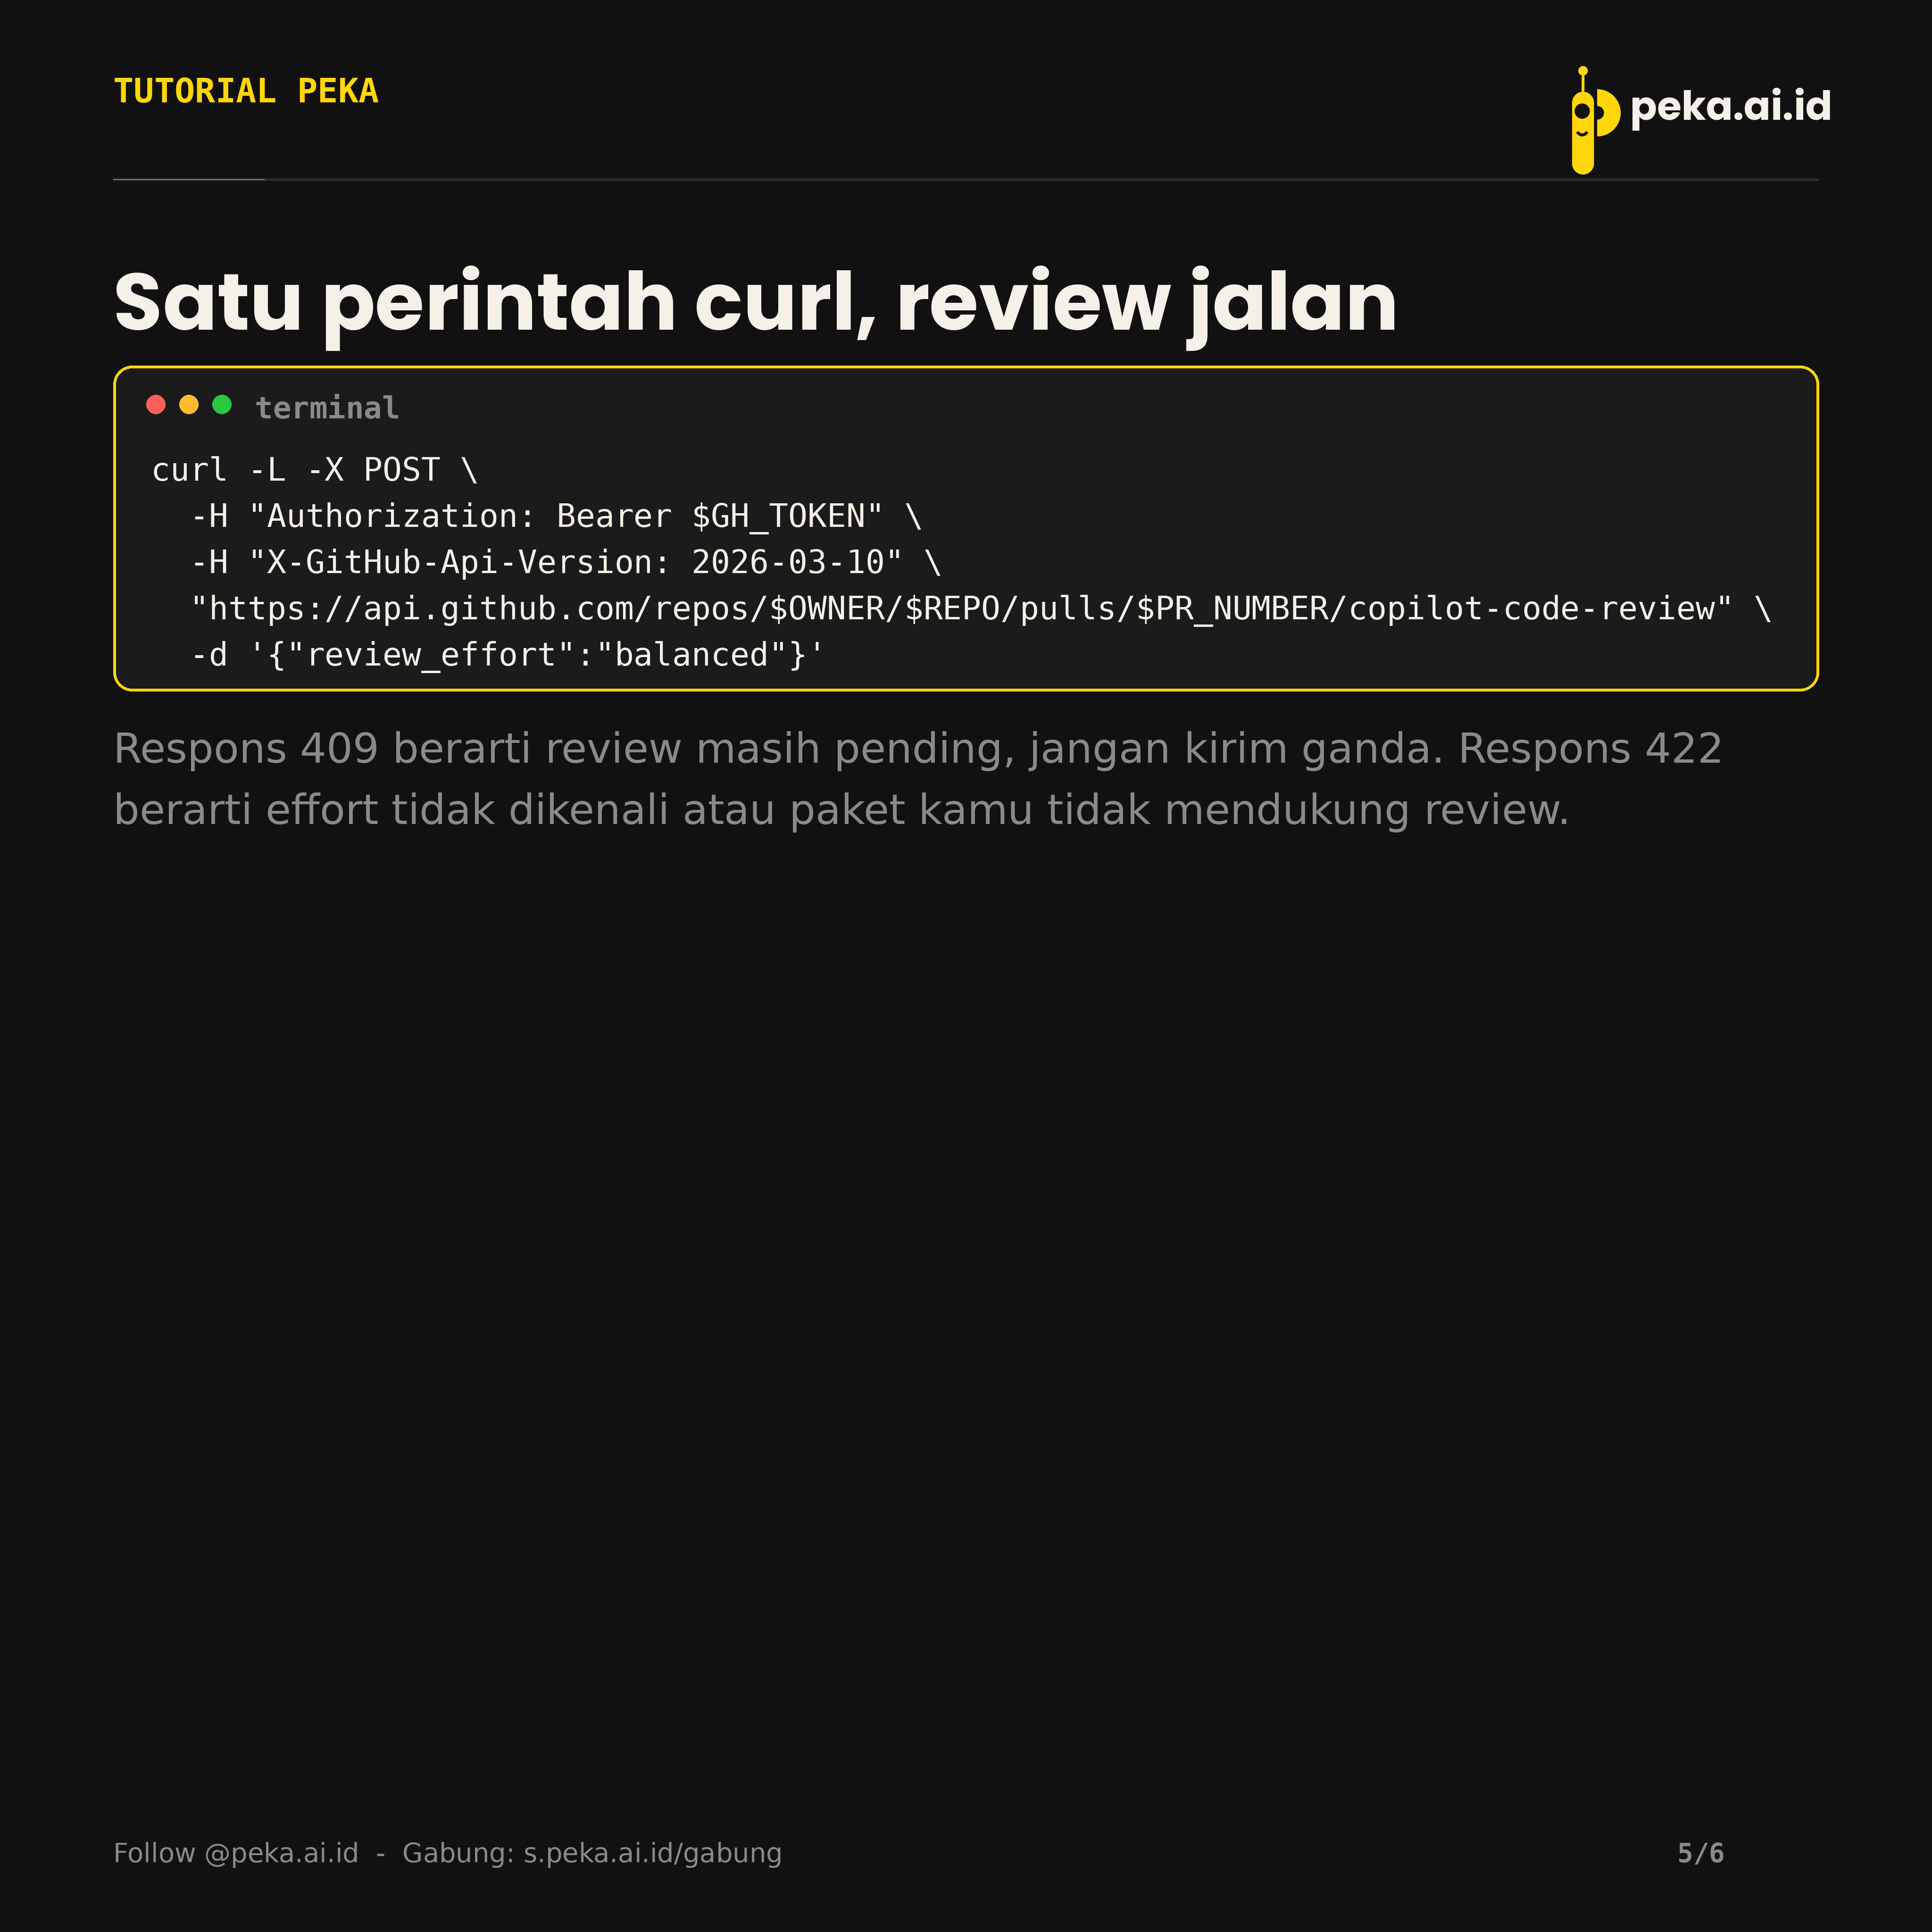 TUTORIAL PEKA
peka.ai.id
Satu perintah curl, review jalan
terminal
curl -L -X POST \
  -H "Authorization: Bearer $GH_TOKEN" \
  -H "X-GitHub-Api-Version: 2026-03-10" \
  "https://api.github.com/repos/$OWNER/$REPO/pulls/$PR_NUMBER/copilot-code-review" \
  -d '{"review_effort":"balanced"}'
Respons 409 berarti review masih pending, jangan kirim ganda. Respons 422
berarti effort tidak dikenali atau paket kamu tidak mendukung review.
Follow @peka.ai.id - Gabung: s.peka.ai.id/gabung
5/6